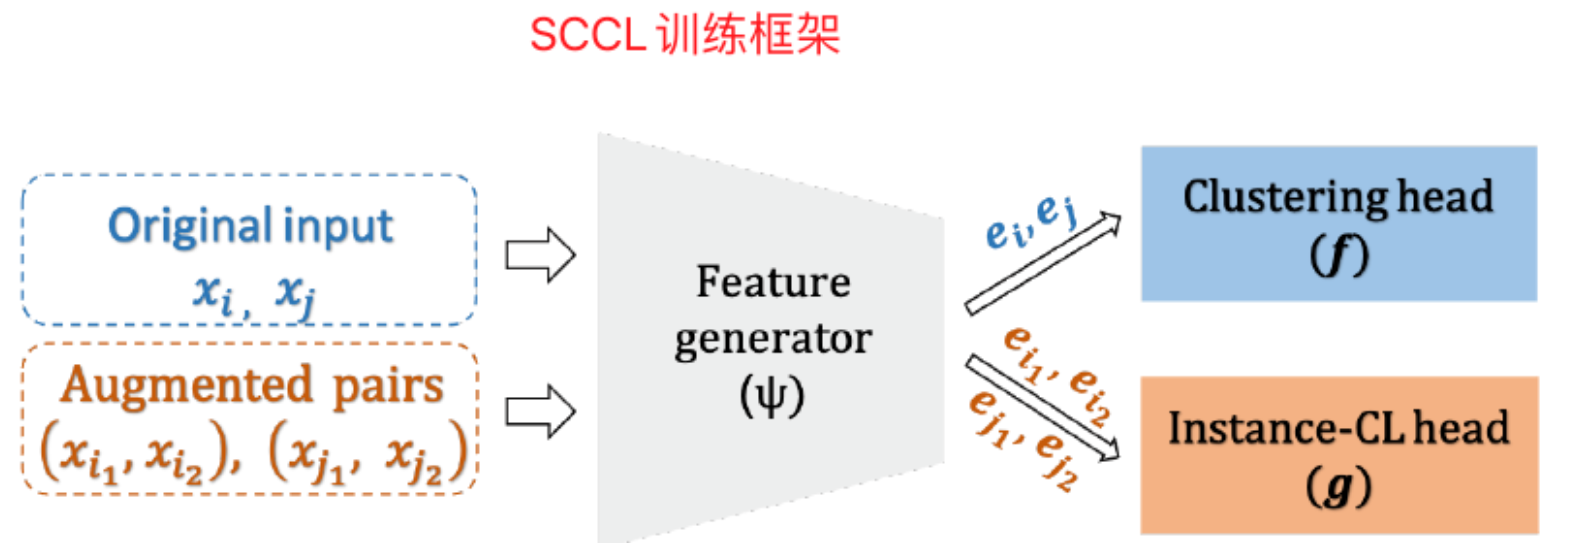 SCCL 训练框架
Original input
x_i , x_j
Augmented pairs
(x_{i_1}, x_{i_2}), (x_{j_1}, x_{j_2})
Feature
generator
(ψ)
e_i, e_j
e_{i_1}, e_{i_2}
e_{j_1}, e_{j_2}
Clustering head
(f)
Instance-CL head
(g)